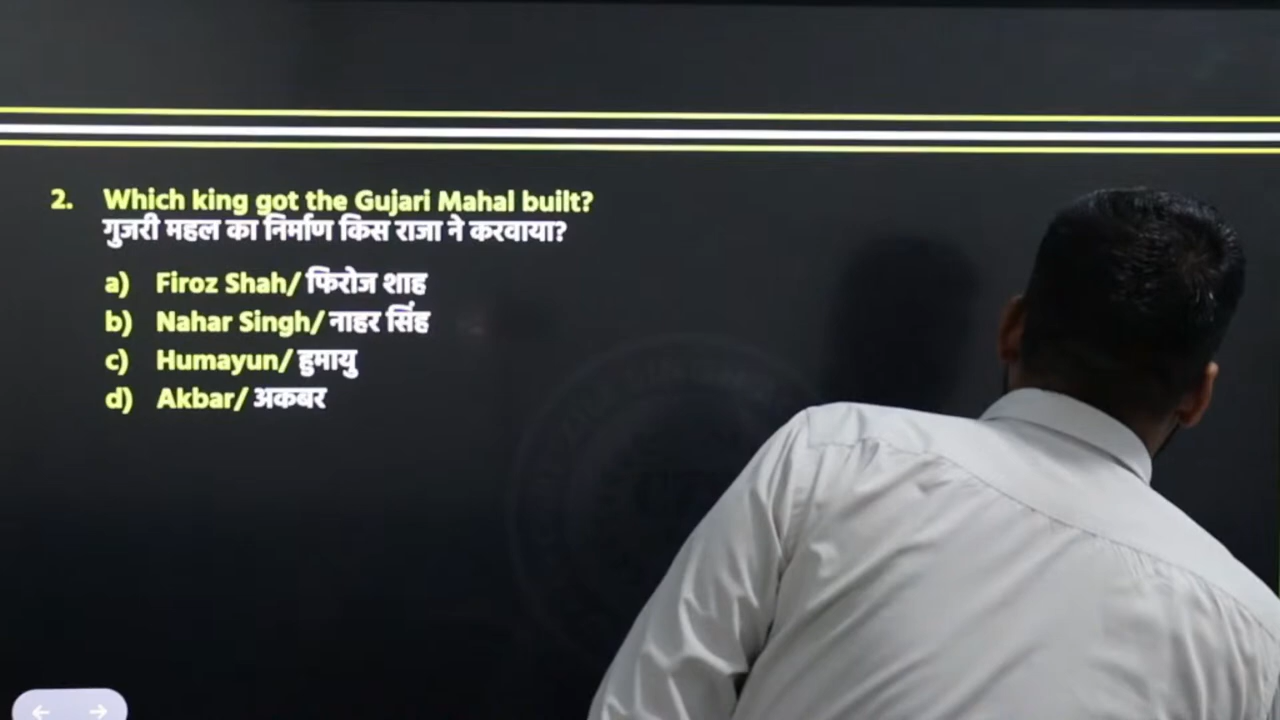 2. Which king got the Gujari Mahal built?
गुजरी महल का निर्माण किस राजा ने करवाया?
a) Firoz Shah/ फिरोज शाह
b) Nahar Singh/ नाहर सिंह
c) Humayun/ हुमायु
d) Akbar/ अकबर